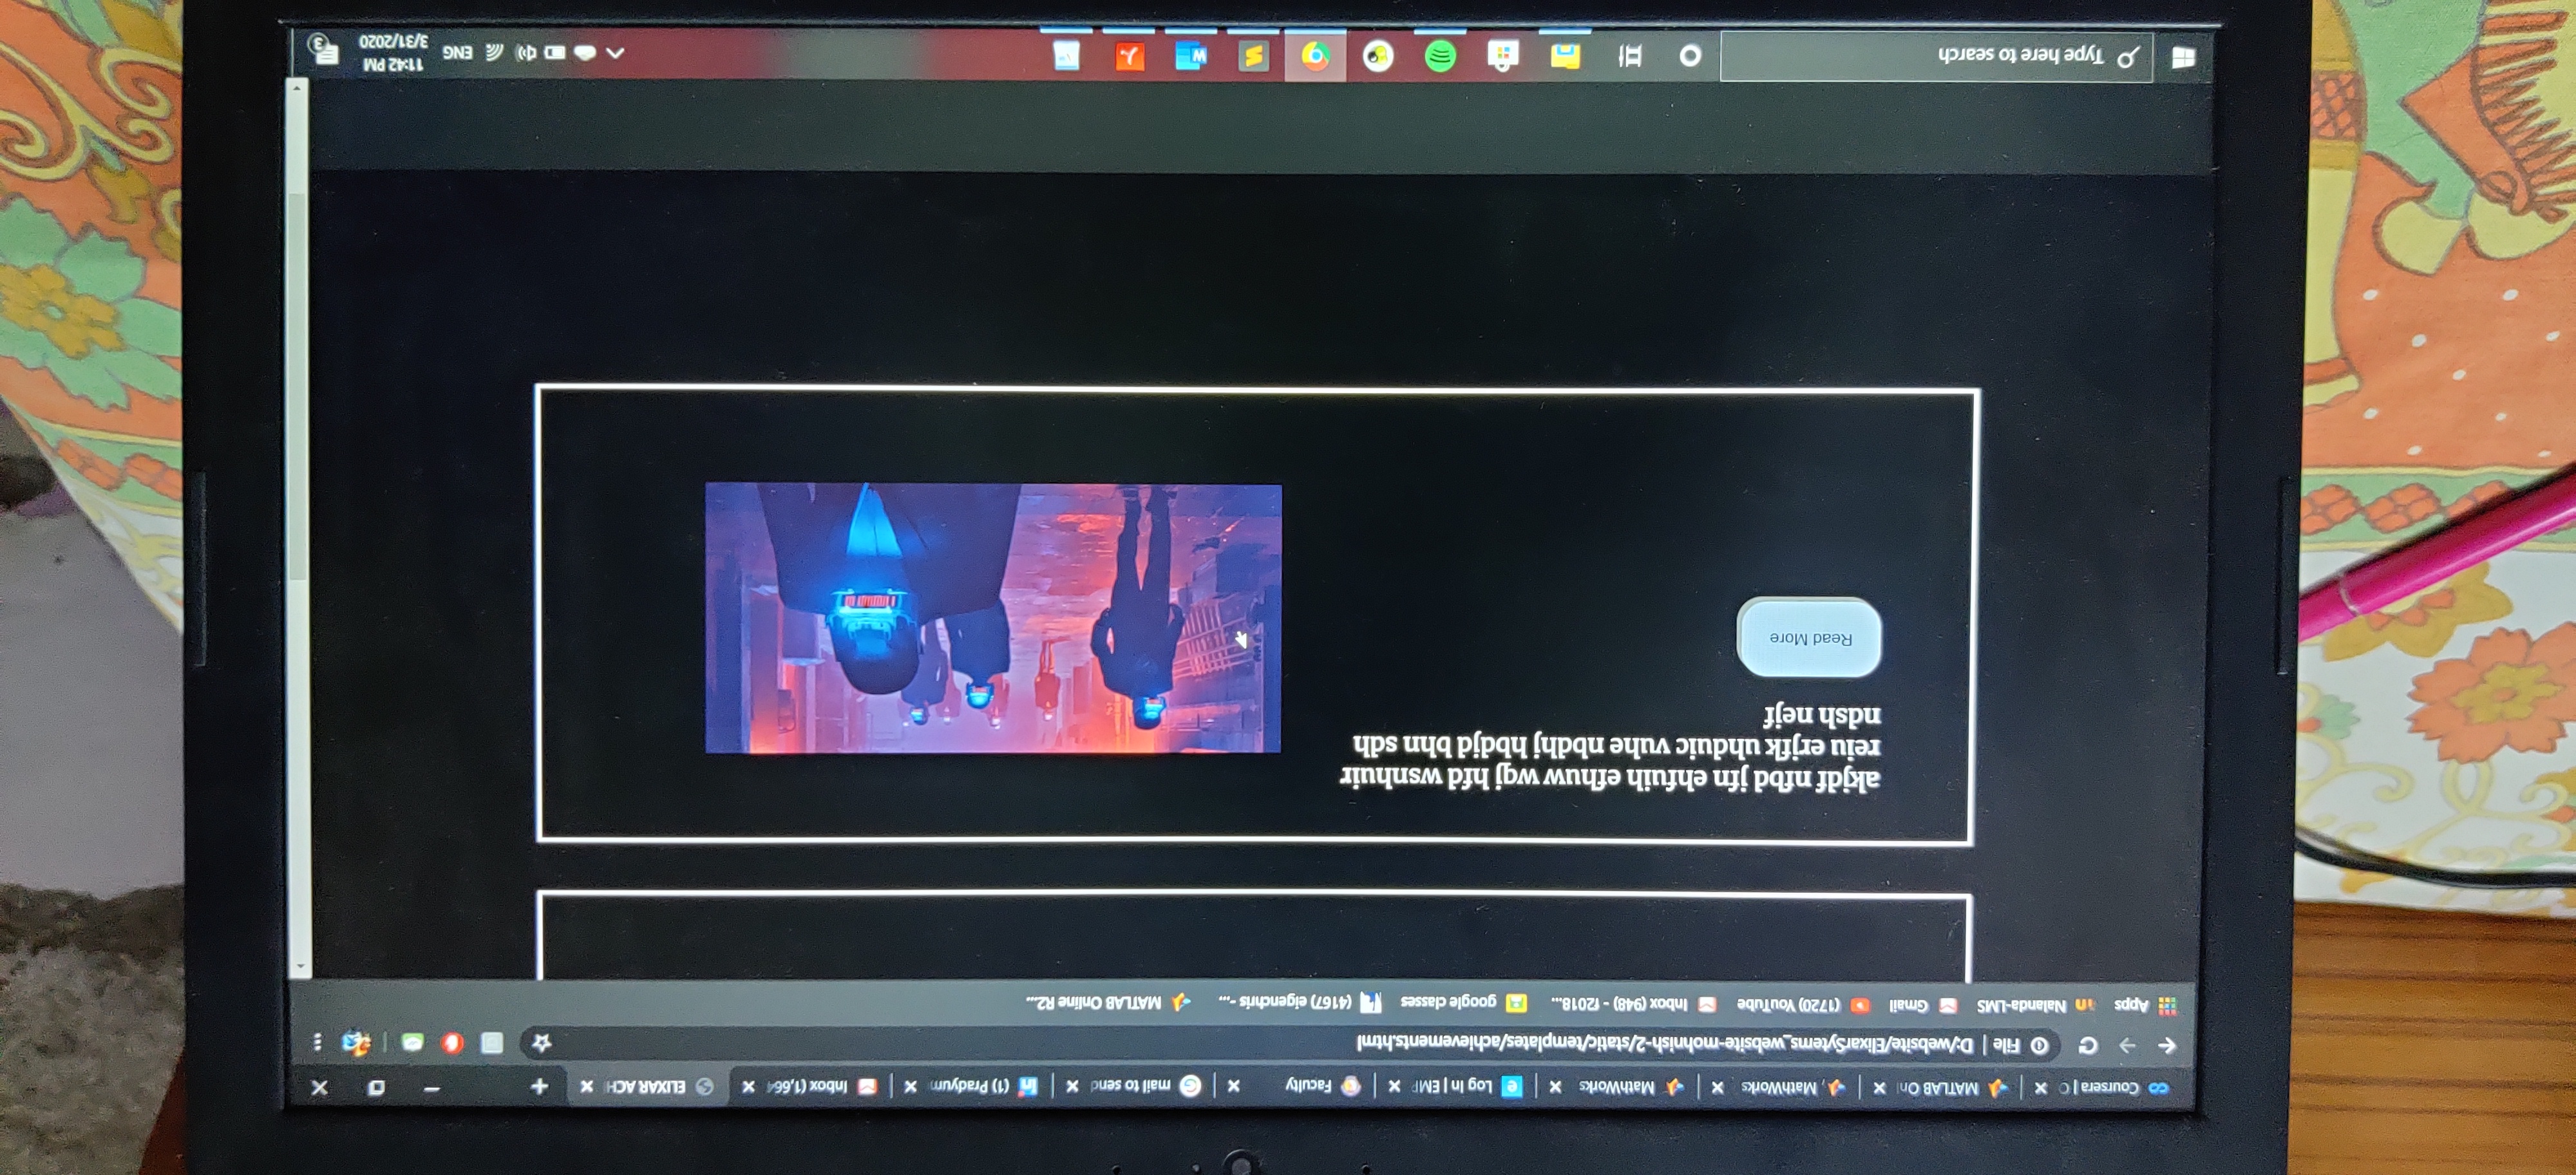 Coursera | C
MATLAB Onl
MathWorks
MathWorks
Log In | EMP
Faculty
mail to send
(1) Pradyum
Inbox (1,664
ELIXAR ACH
File | D:/website/ElixarSytems_website-mohnish-2/static/templates/achievements.html
Apps
Nalanda-LMS
Gmail
(1720) YouTube
Inbox (948) - f2018...
google classes
(4167) eigenchris -...
MATLAB Online R2...
akjdf nfbd jfn ehfuih efhuw wqj hfd wsnhuir
reiu erjfk uhduic vuhe nbdhj hbdjd bhn sdh
ndsh nejf
Read More
Type here to search
ENG
11:42 PM
3/31/2020
3